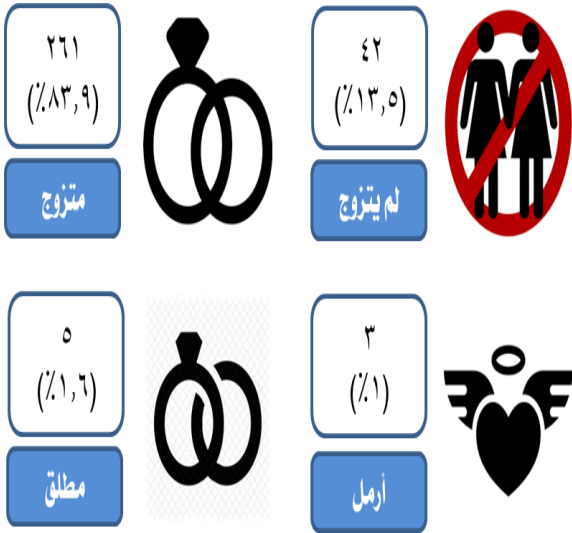 ٤٢
(٪١٣,٥)
لم يتزوج
٢٦١
(٪٨٣,٩)
متزوج
٣
(٪١)
أرمل
٥
(٪١,٦)
مطلق